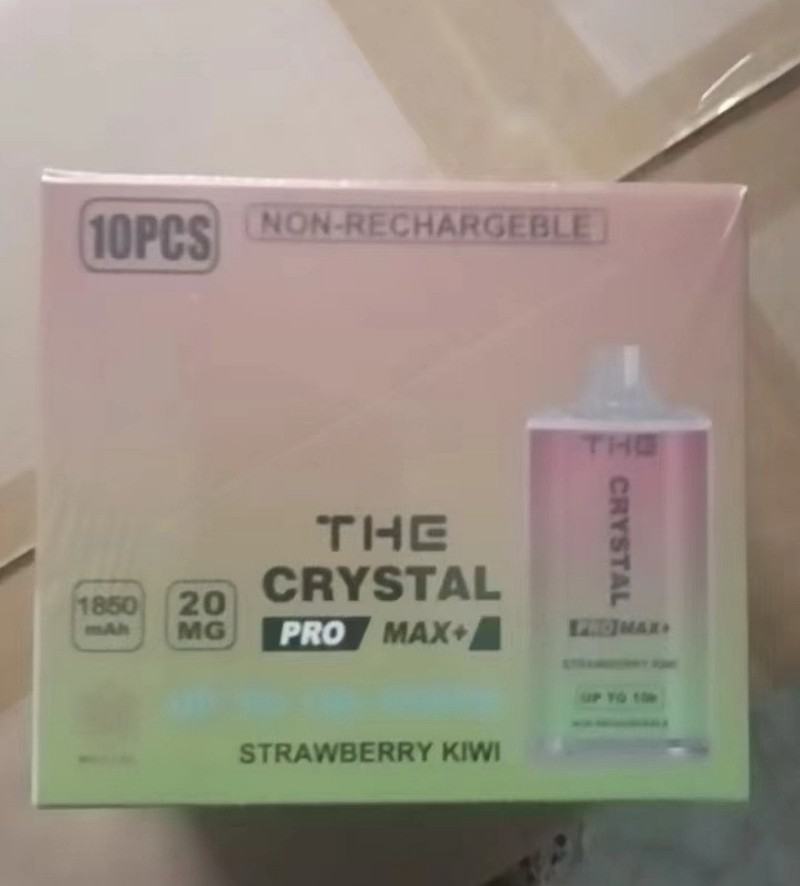 10PCS
NON-RECHARGEBLE
THE
CRYSTAL
PRO MAX+
1850
mAh
20
MG
STRAWBERRY KIWI
THE
CRYSTAL
PRO MAX+
STRAWBERRY KIWI
UP TO 10k